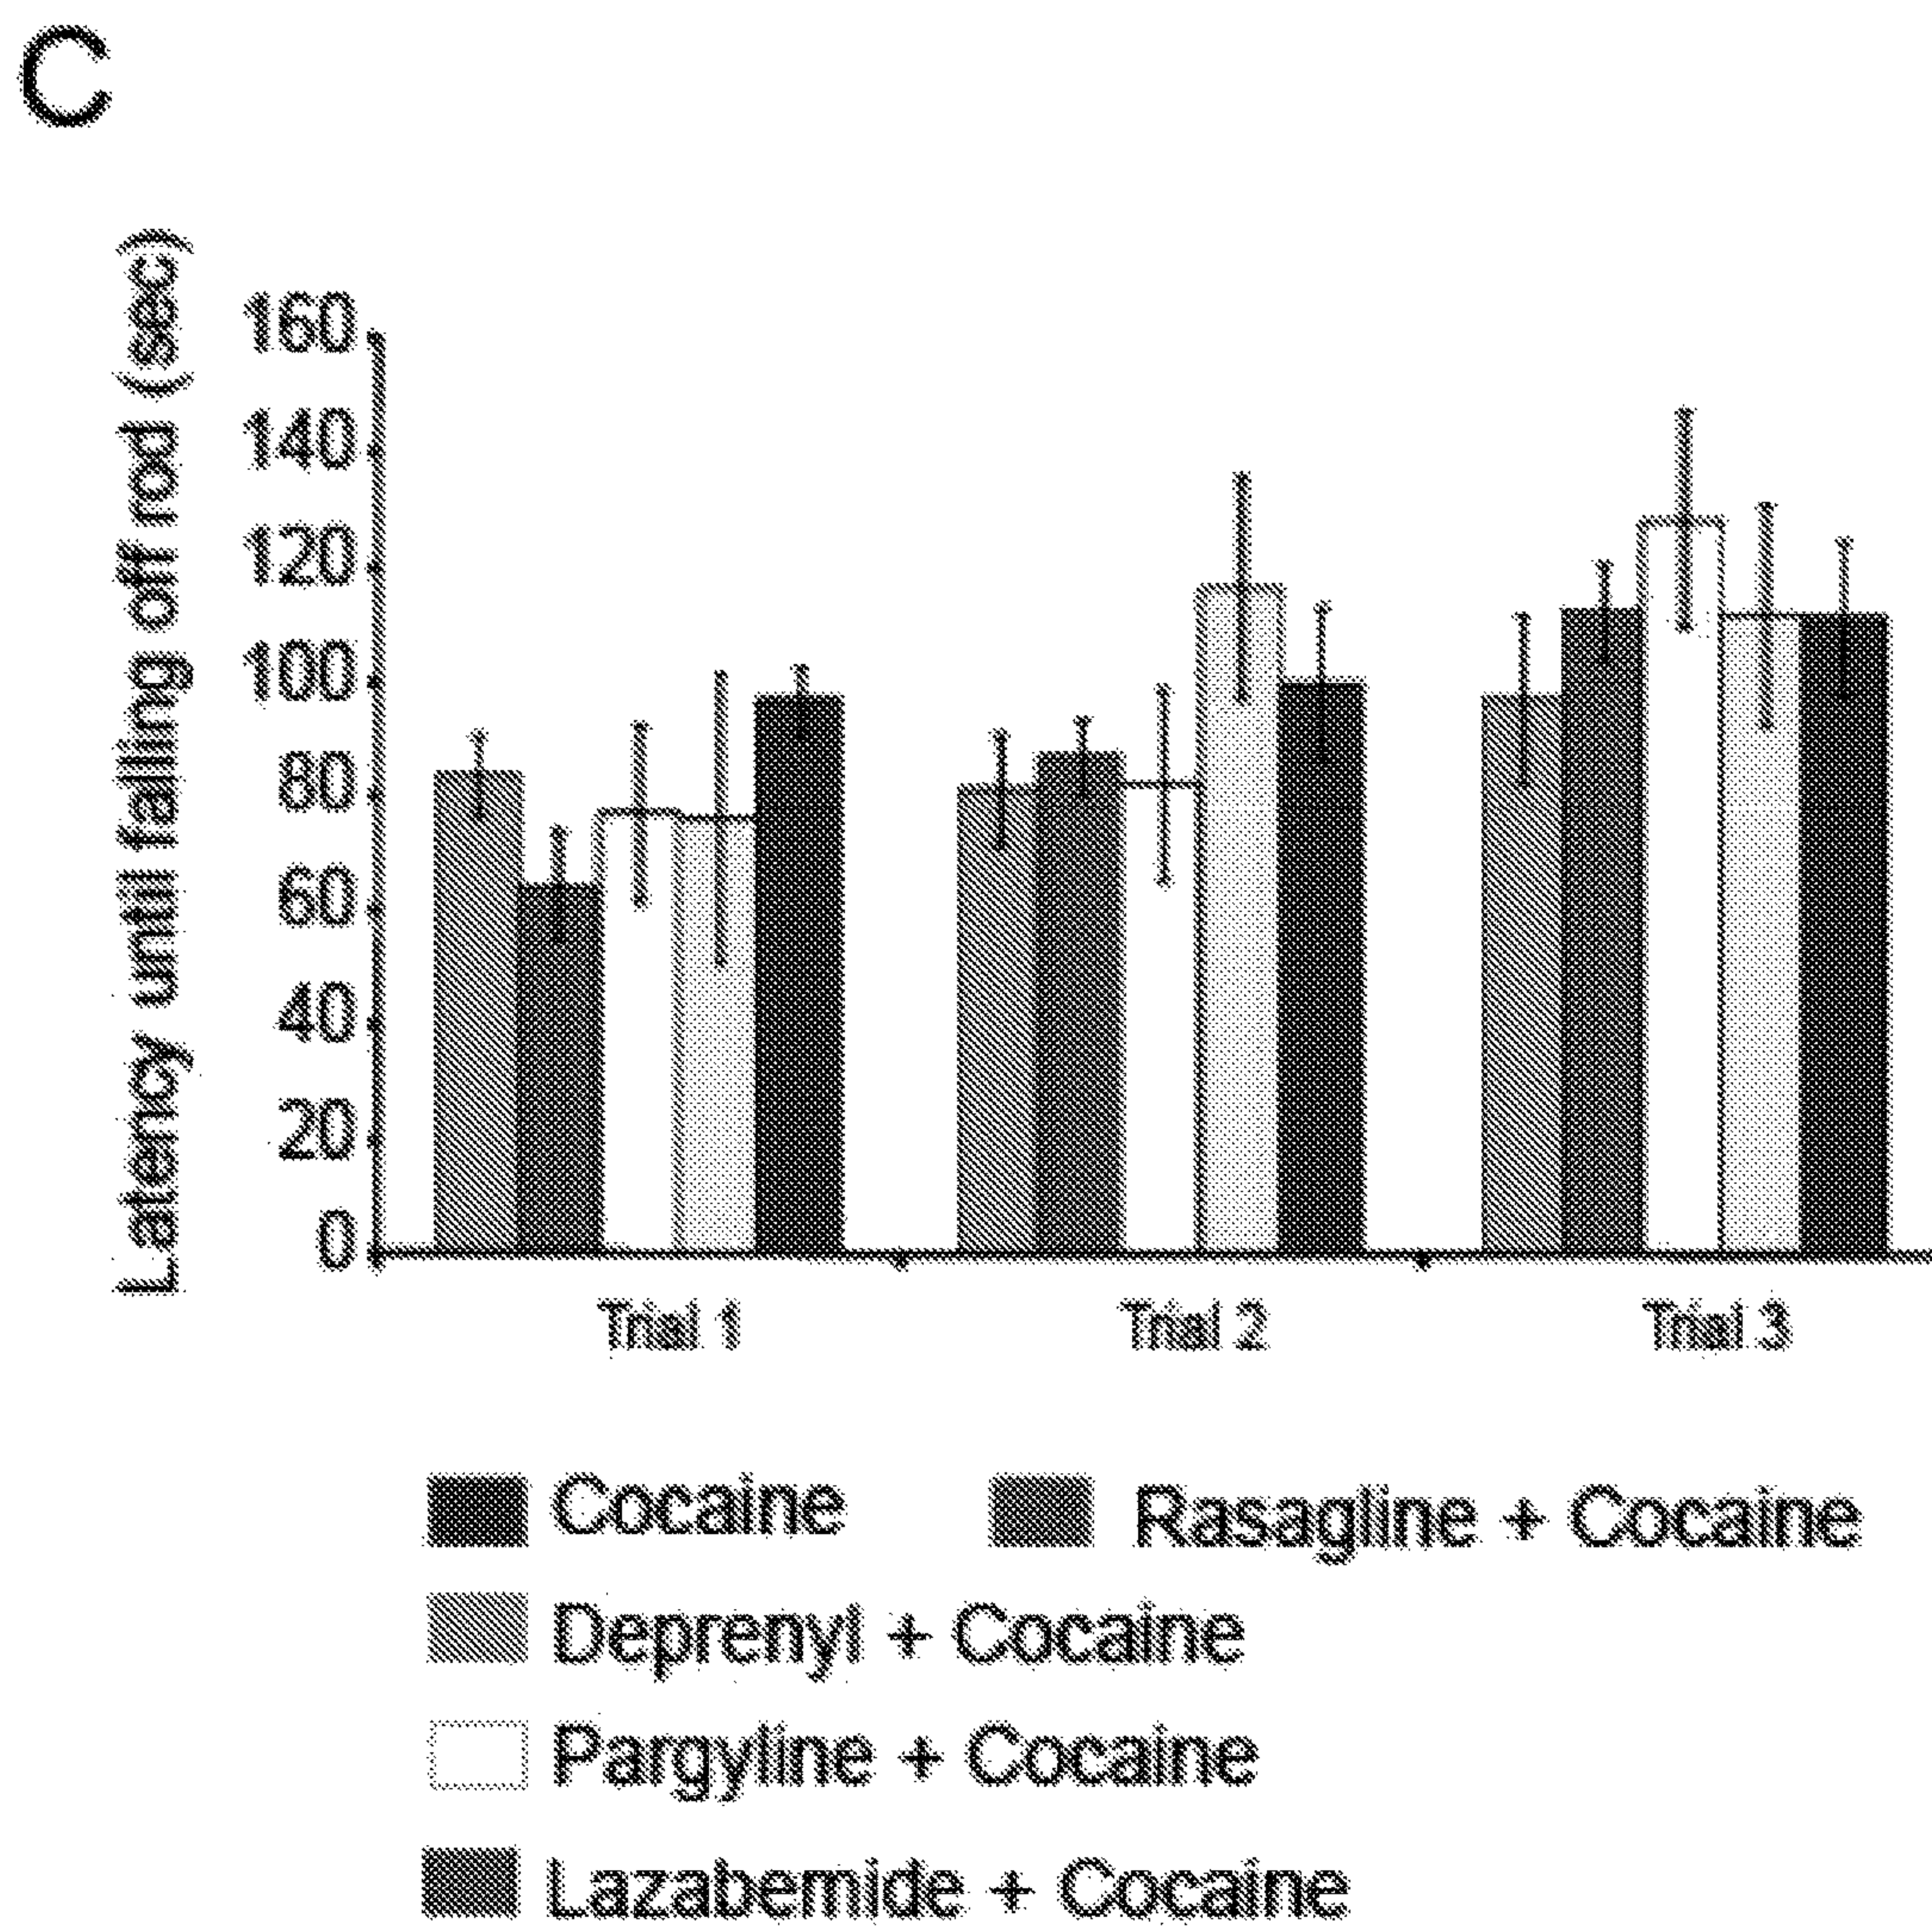 C
Latency until falling off rod (sec)
160
140
120
100
80
60
40
20
0
Trial 1 Trial 2 Trial 3
Cocaine Rasagline + Cocaine
Deprenyl + Cocaine
Pargyline + Cocaine
Lazabemide + Cocaine